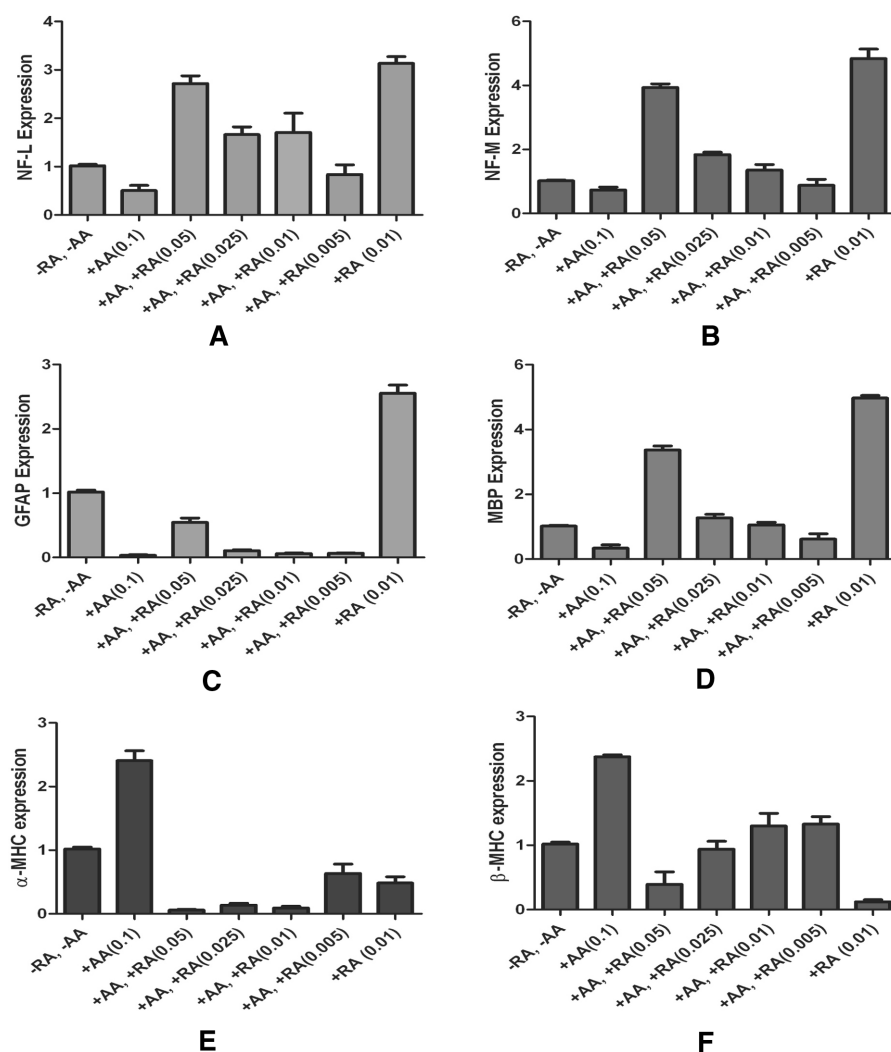 NF-L Expression
4
3
2
1
0
-RA, -AA
+AA(0.1)
+AA, +RA(0.05)
+AA, +RA(0.025)
+AA, +RA(0.01)
+AA, +RA(0.005)
+RA (0.01)
A
NF-M Expression
6
4
2
0
-RA, -AA
+AA(0.1)
+AA, +RA(0.05)
+AA, +RA(0.025)
+AA, +RA(0.01)
+AA, +RA(0.005)
+RA (0.01)
B
GFAP Expression
3
2
1
0
-RA, -AA
+AA(0.1)
+AA, +RA(0.05)
+AA, +RA(0.025)
+AA, +RA(0.01)
+AA, +RA(0.005)
+RA (0.01)
C
MBP Expression
6
4
2
0
-RA, -AA
+AA(0.1)
+AA, +RA(0.05)
+AA, +RA(0.025)
+AA, +RA(0.01)
+AA, +RA(0.005)
+RA (0.01)
D
α-MHC expression
3
2
1
0
-RA, -AA
+AA(0.1)
+AA, +RA(0.05)
+AA, +RA(0.025)
+AA, +RA(0.01)
+AA, +RA(0.005)
+RA (0.01)
E
β-MHC expression
3
2
1
0
-RA, -AA
+AA(0.1)
+AA, +RA(0.05)
+AA, +RA(0.025)
+AA, +RA(0.01)
+AA, +RA(0.005)
+RA (0.01)
F